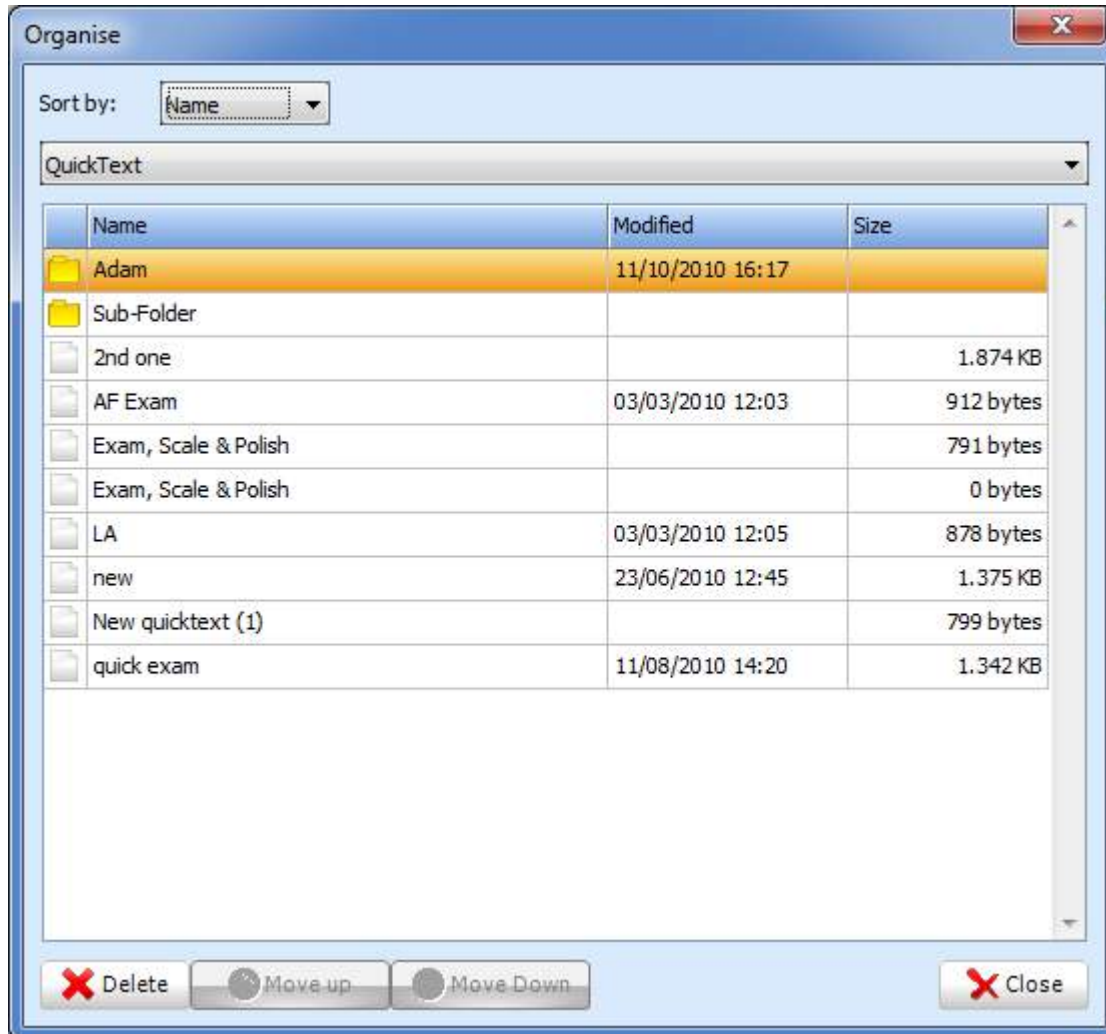 Organise
Sort by: Name
QuickText
Name Modified Size
Adam 11/10/2010 16:17
Sub-Folder
2nd one 1.874 KB
AF Exam 03/03/2010 12:03 912 bytes
Exam, Scale & Polish 791 bytes
Exam, Scale & Polish 0 bytes
LA 03/03/2010 12:05 878 bytes
new 23/06/2010 12:45 1.375 KB
New quicktext (1) 799 bytes
quick exam 11/08/2010 14:20 1.342 KB
Delete Move up Move Down Close